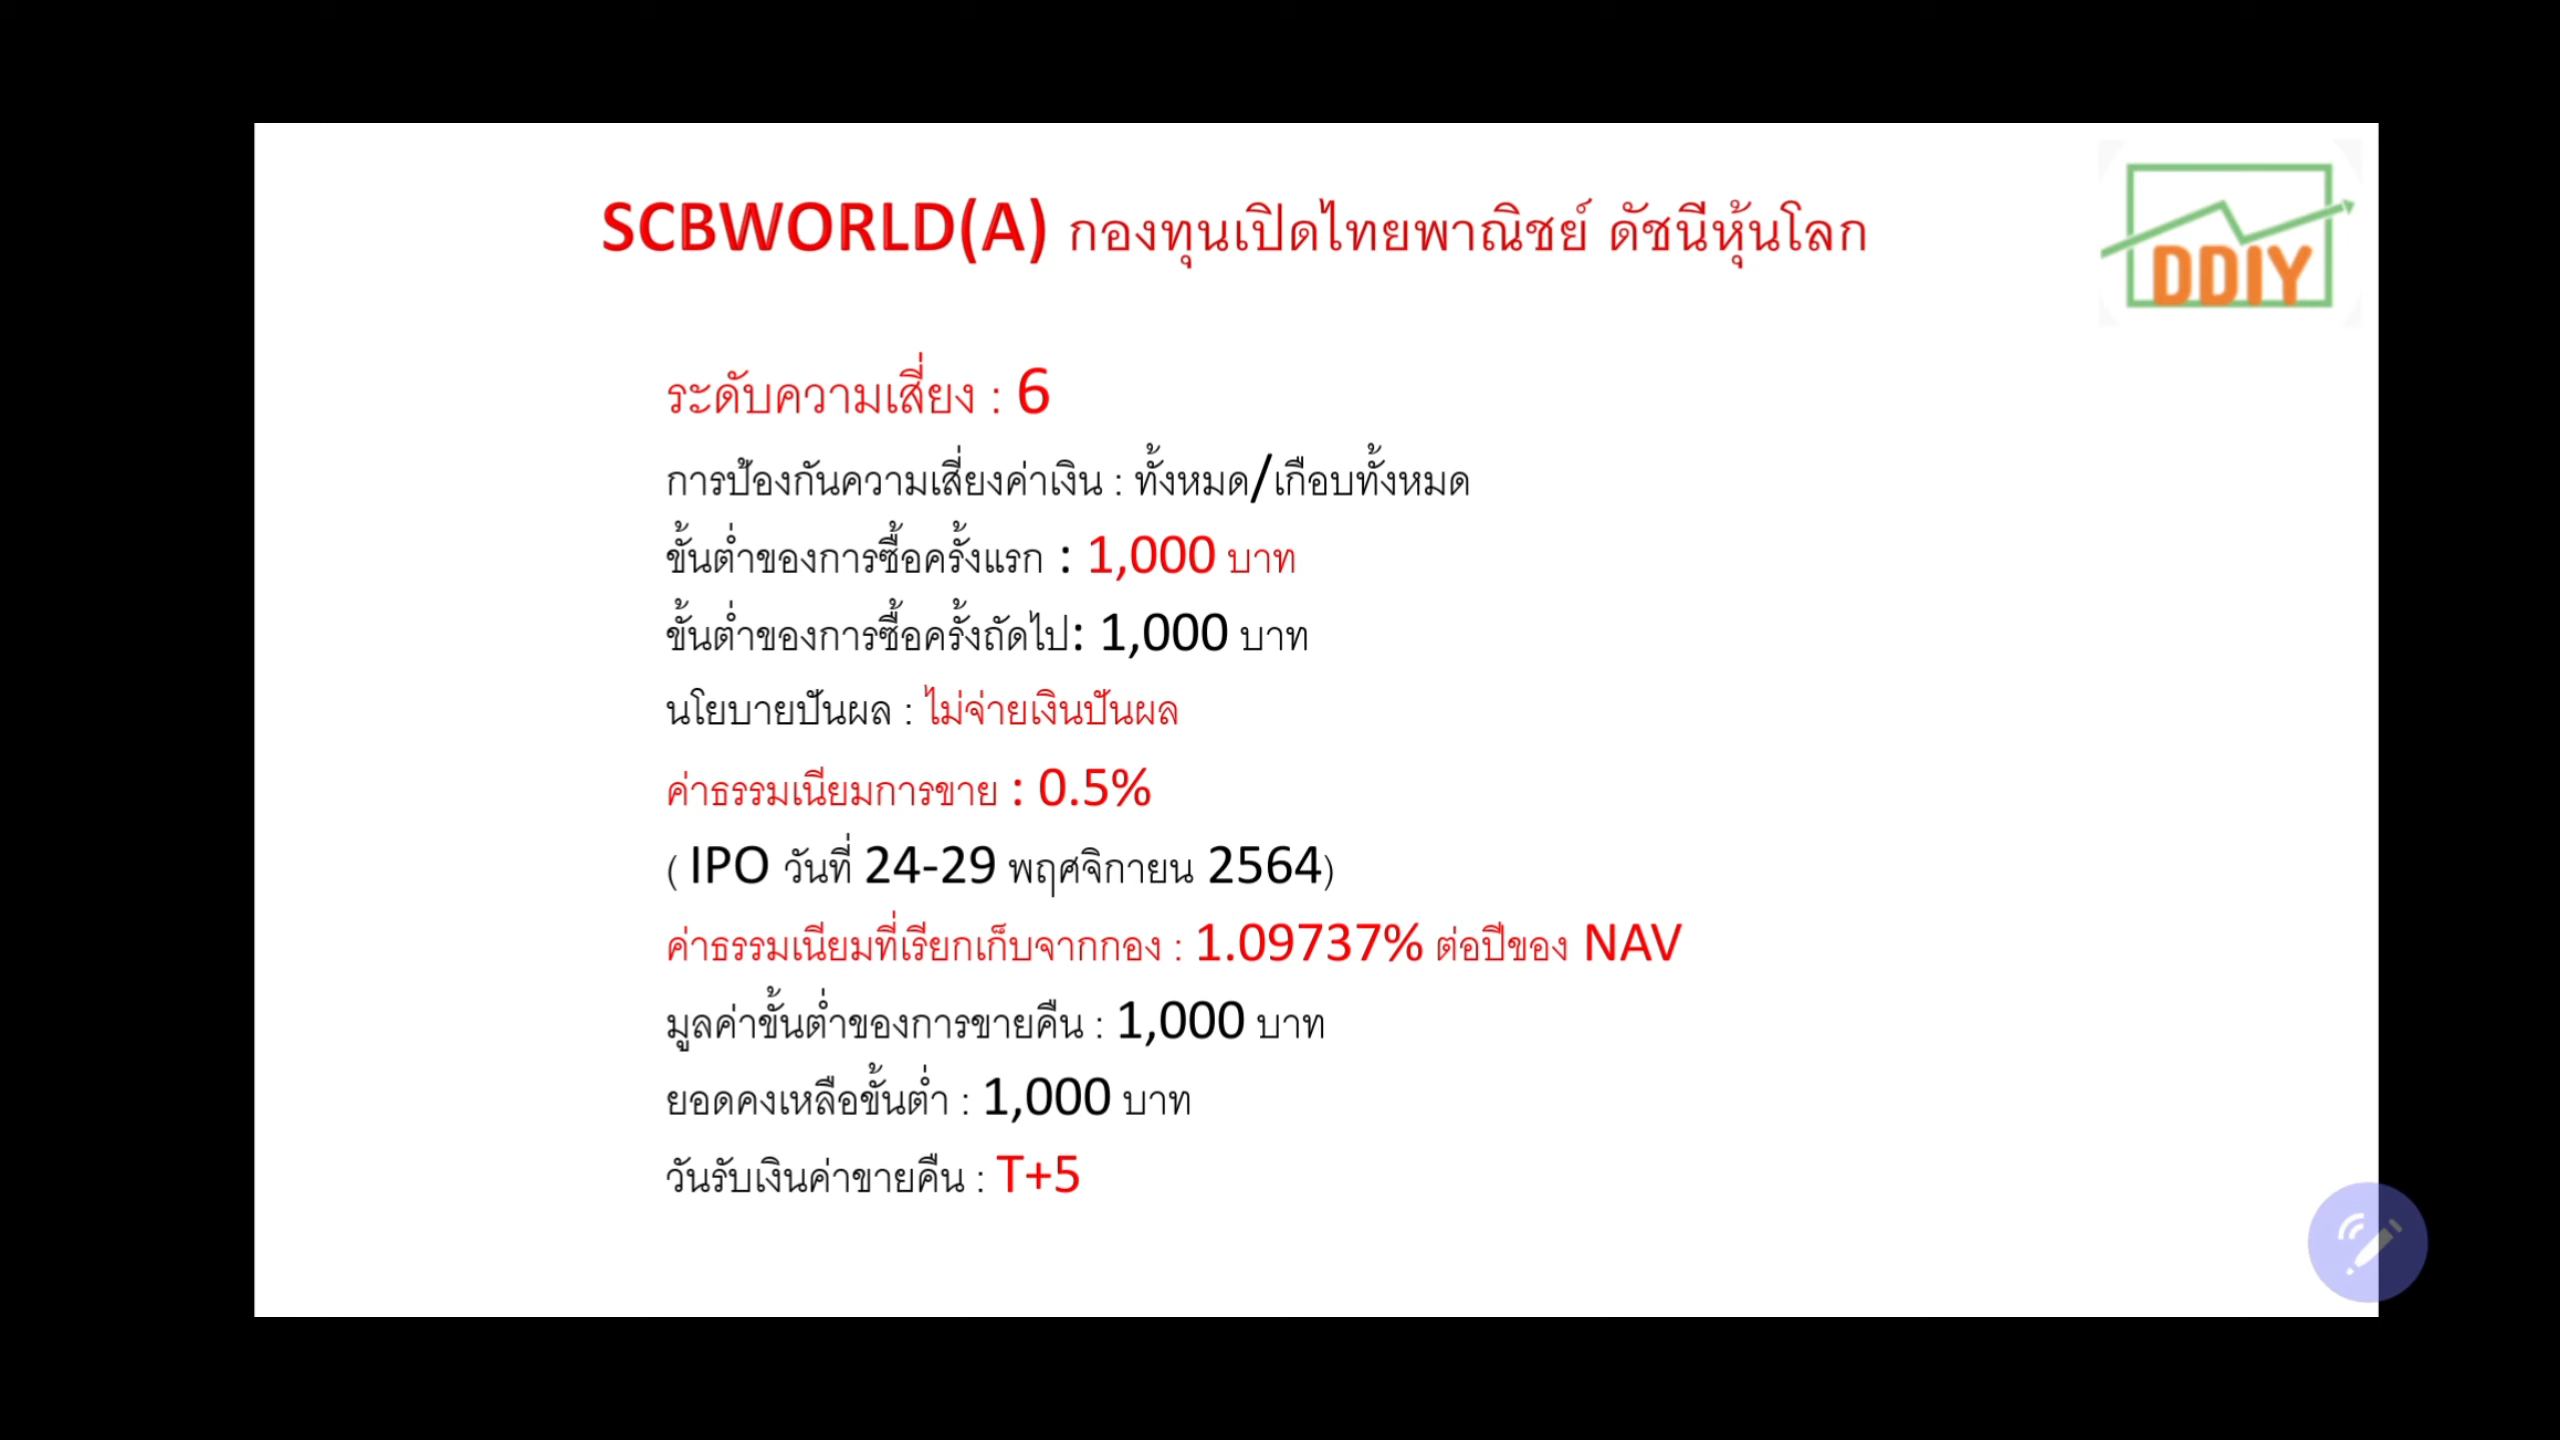 SCBWORLD(A) กองทุนเปิดไทยพาณิชย์ ดัชนีหุ้นโลก
DDIY
ระดับความเสี่ยง : 6
การป้องกันความเสี่ยงค่าเงิน : ทั้งหมด/เกือบทั้งหมด
ขั้นต่ำของการซื้อครั้งแรก : 1,000 บาท
ขั้นต่ำของการซื้อครั้งถัดไป: 1,000 บาท
นโยบายปันผล : ไม่จ่ายเงินปันผล
ค่าธรรมเนียมการขาย : 0.5%
( IPO วันที่ 24-29 พฤศจิกายน 2564)
ค่าธรรมเนียมที่เรียกเก็บจากกอง : 1.09737% ต่อปีของ NAV
มูลค่าขั้นต่ำของการขายคืน : 1,000 บาท
ยอดคงเหลือขั้นต่ำ : 1,000 บาท
วันรับเงินค่าขายคืน : T+5